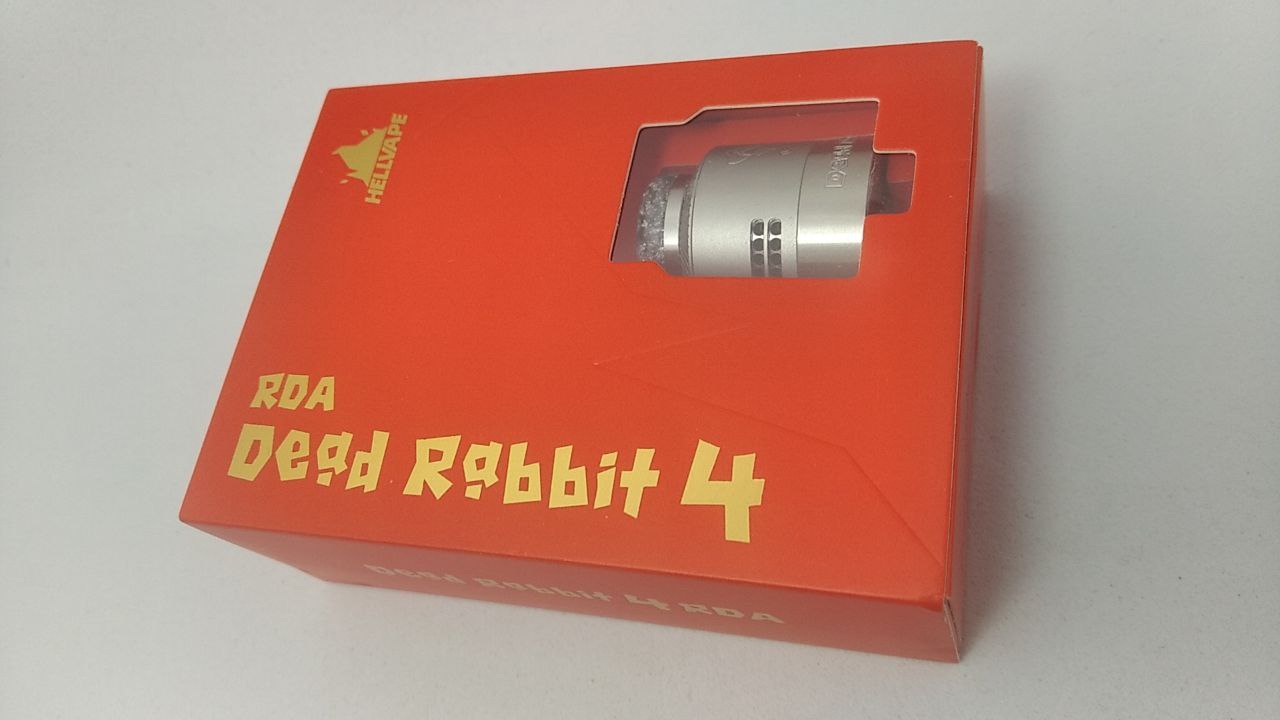 HELLVAPE
RDA
Dead Rabbit 4
Dead Rabbit 4 RDA